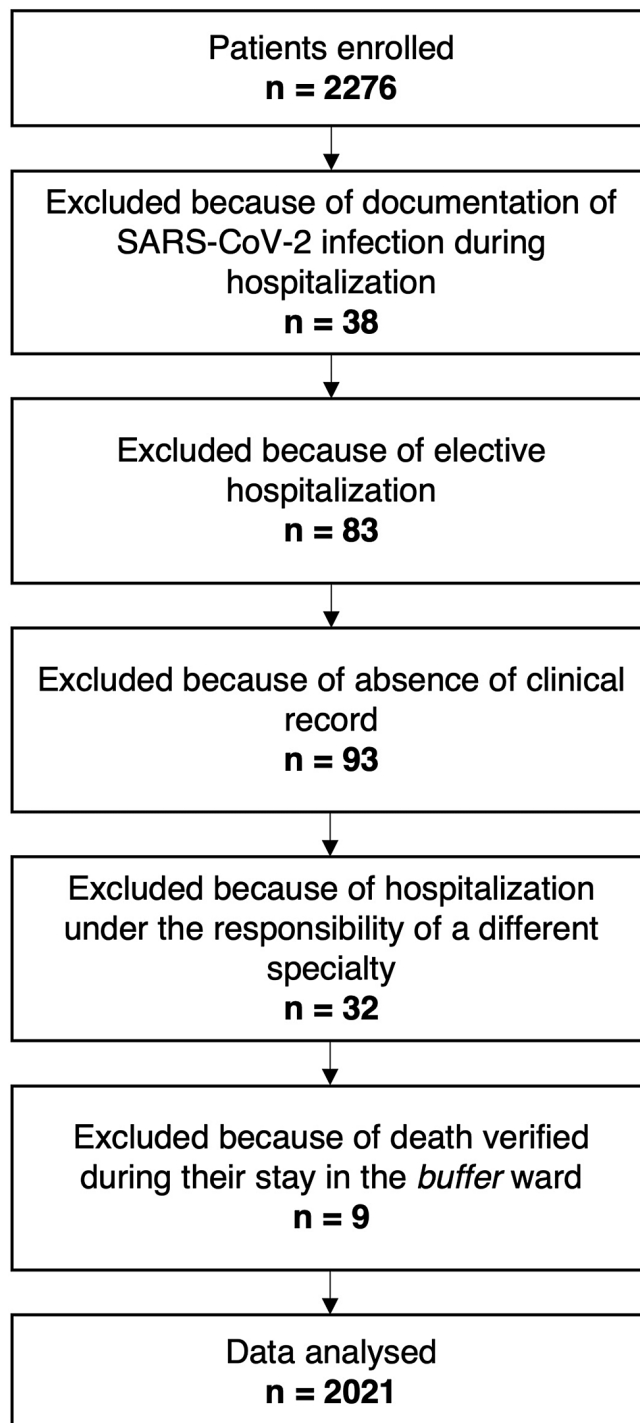 Patients enrolled
n = 2276
Excluded because of documentation of
SARS-CoV-2 infection during
hospitalization
n = 38
Excluded because of elective
hospitalization
n = 83
Excluded because of absence of clinical
record
n = 93
Excluded because of hospitalization
under the responsibility of a different
specialty
n = 32
Excluded because of death verified
during their stay in the buffer ward
n = 9
Data analysed
n = 2021